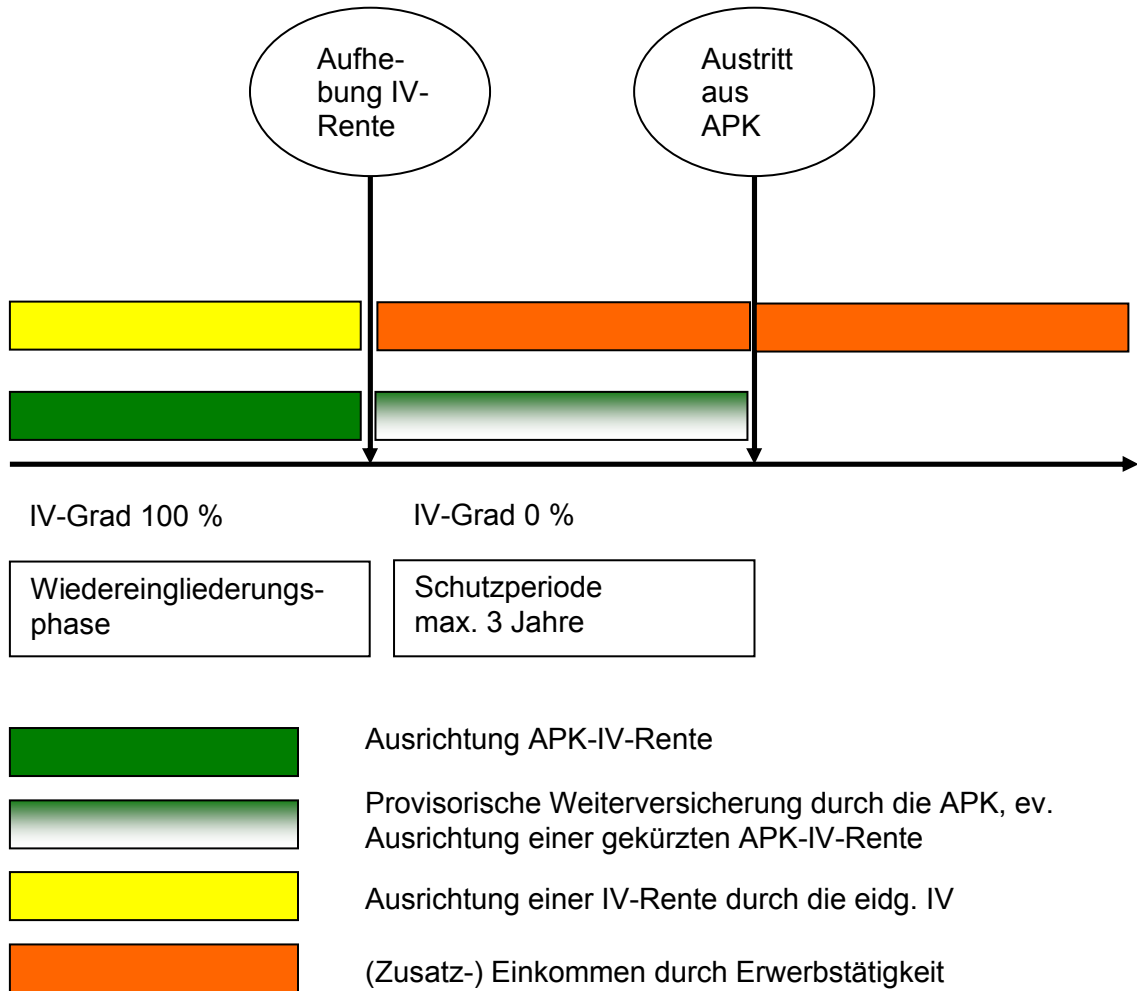 Aufhe-
bung IV-
Rente
Austritt
aus
APK
IV-Grad 100 %
IV-Grad 0 %
Wiedereingliederungs-
phase
Schutzperiode
max. 3 Jahre
Ausrichtung APK-IV-Rente
Provisorische Weiterversicherung durch die APK, ev.
Ausrichtung einer gekürzten APK-IV-Rente
Ausrichtung einer IV-Rente durch die eidg. IV
(Zusatz-) Einkommen durch Erwerbstätigkeit